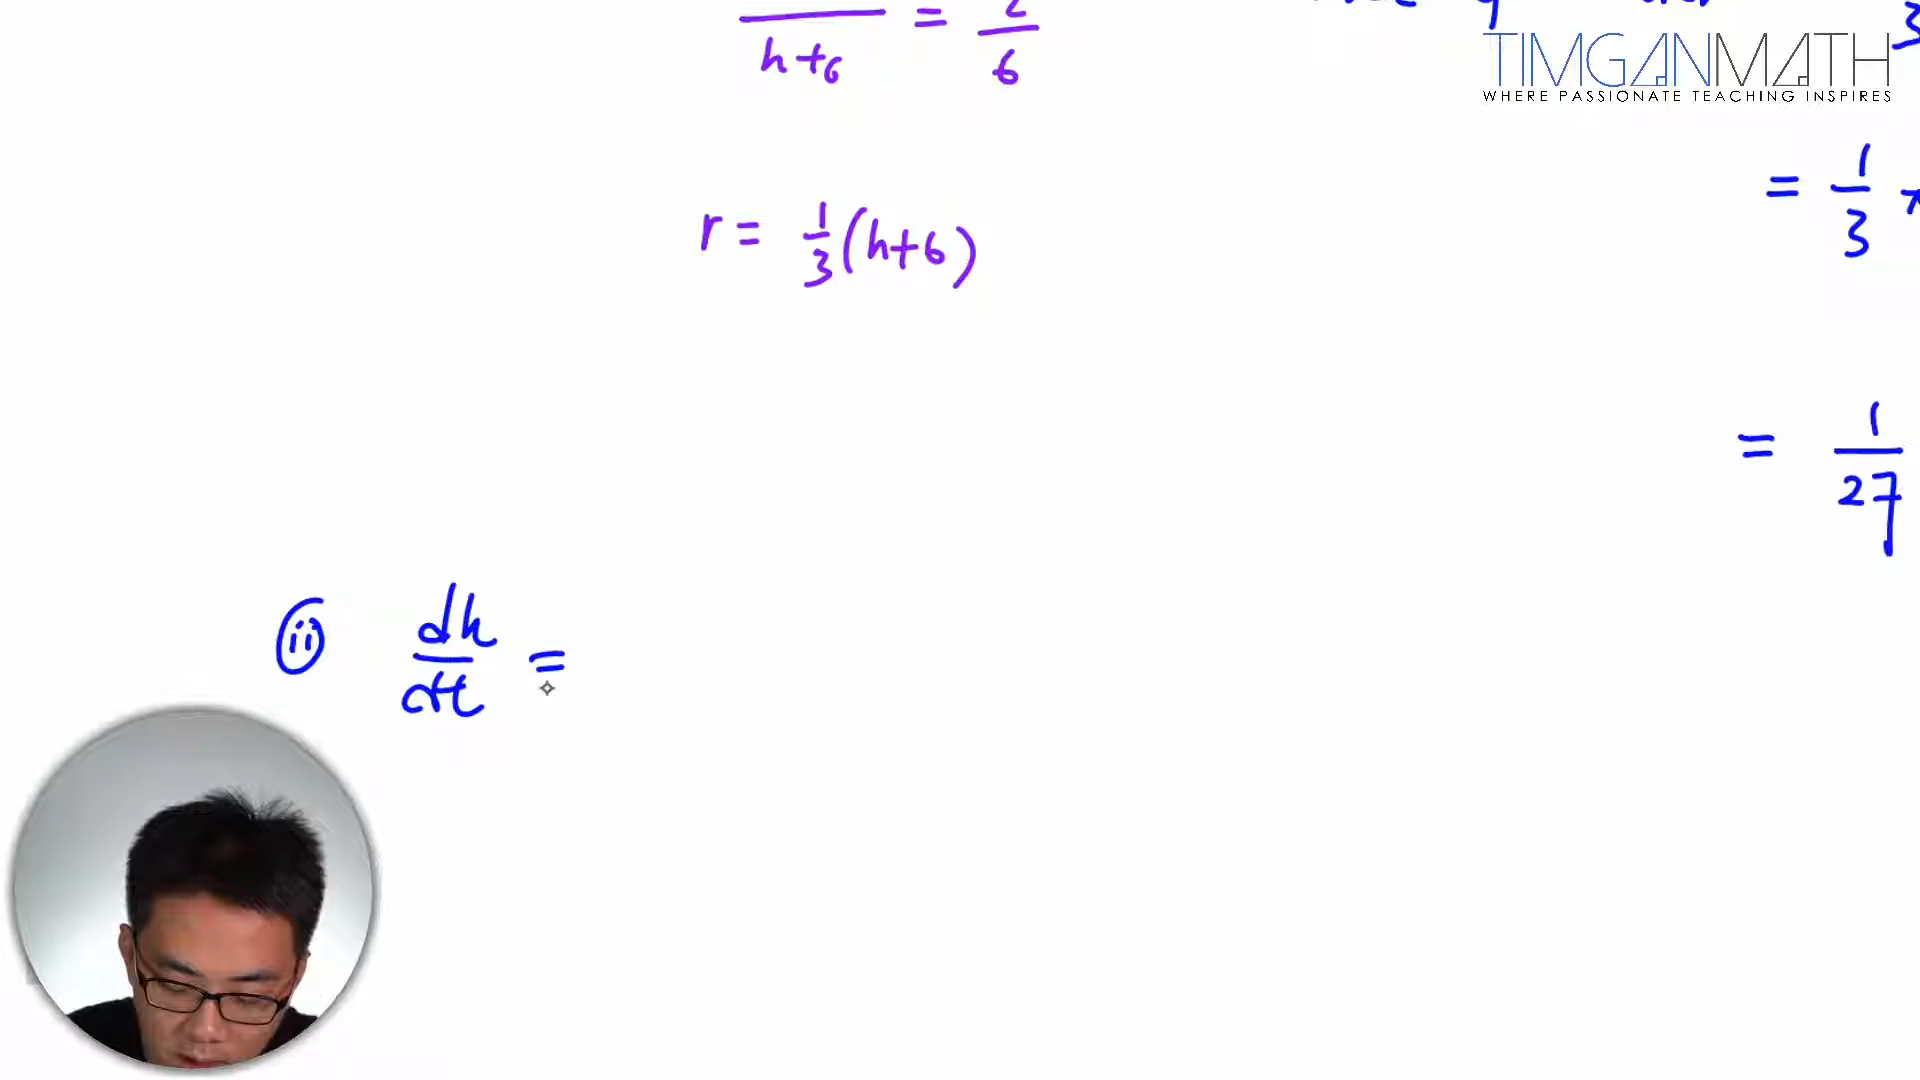 r/(h+6) = 2/6
TIMGANMATH
WHERE PASSIONATE TEACHING INSPIRES
= 1/3
r = 1/3 (h+6)
= 1/27
(ii) dh/dt =